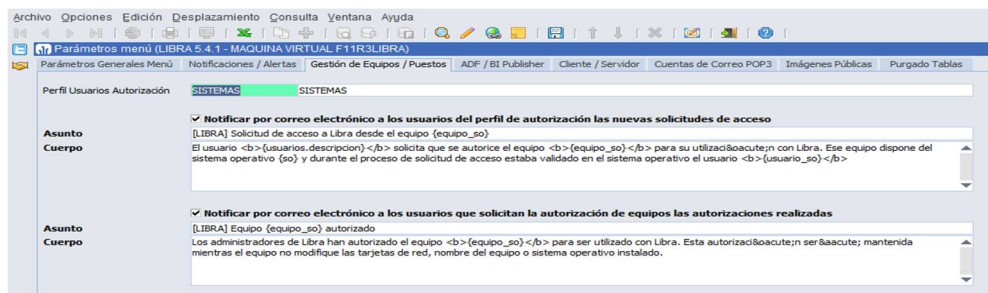 Archivo Opciones Edición Desplazamiento Consulta Ventana Ayuda
Parámetros menú (LIBRA 5.4.1 - MAQUINA VIRTUAL F11R3LIBRA)
Parámetros Generales Menú Notificaciones / Alertas Gestión de Equipos / Puestos ADF / BI Publisher Cliente / Servidor Cuentas de Correo POP3 Imágenes Públicas Purgado Tablas
Perfil Usuarios Autorización SISTEMAS SISTEMAS
Notificar por correo electrónico a los usuarios del perfil de autorización las nuevas solicitudes de acceso
Asunto [LIBRA] Solicitud de acceso a Libra desde el equipo {equipo_so}
Cuerpo El usuario <b>{usuarios.descripcion}</b> solicita que se autorice el equipo <b>{equipo_so}</b> para su utilizaci&oacute;n con Libra. Ese equipo dispone del
sistema operativo {so} y durante el proceso de solicitud de acceso estaba validado en el sistema operativo el usuario <b>{usuario_so}</b>
Notificar por correo electrónico a los usuarios que solicitan la autorización de equipos las autorizaciones realizadas
Asunto [LIBRA] Equipo {equipo_so} autorizado
Cuerpo Los administradores de Libra han autorizado el equipo <b>{equipo_so}</b> para ser utilizado con Libra. Esta autorizaci&oacute;n ser&aacute; mantenida
mientras el equipo no modifique las tarjetas de red, nombre del equipo o sistema operativo instalado.